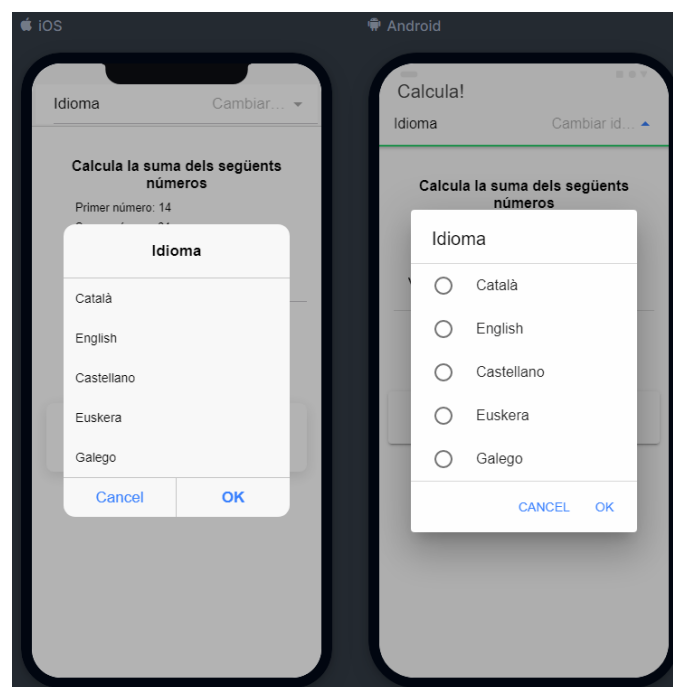 iOS
Idioma Cambiar...
Calcula la suma dels següents
números
Primer número: 14
Idioma
Català
English
Castellano
Euskera
Galego
Cancel OK
Android
Calcula!
Idioma Cambiar id...
Calcula la suma dels següents
números
Idioma
Català
English
Castellano
Euskera
Galego
CANCEL OK